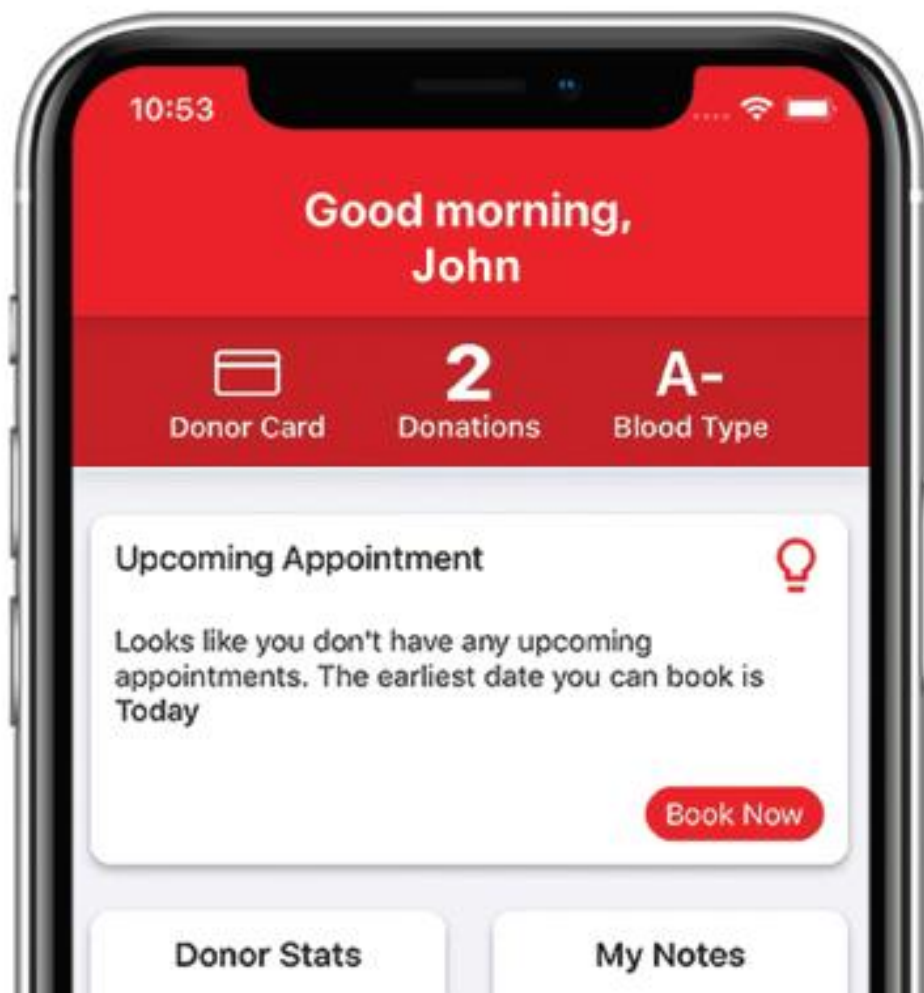 10:53
Good morning,
John
2
A-
Donor Card
Donations
Blood Type
Upcoming Appointment
Looks like you don't have any upcoming
appointments. The earliest date you can book is
Today
Book Now
Donor Stats
My Notes